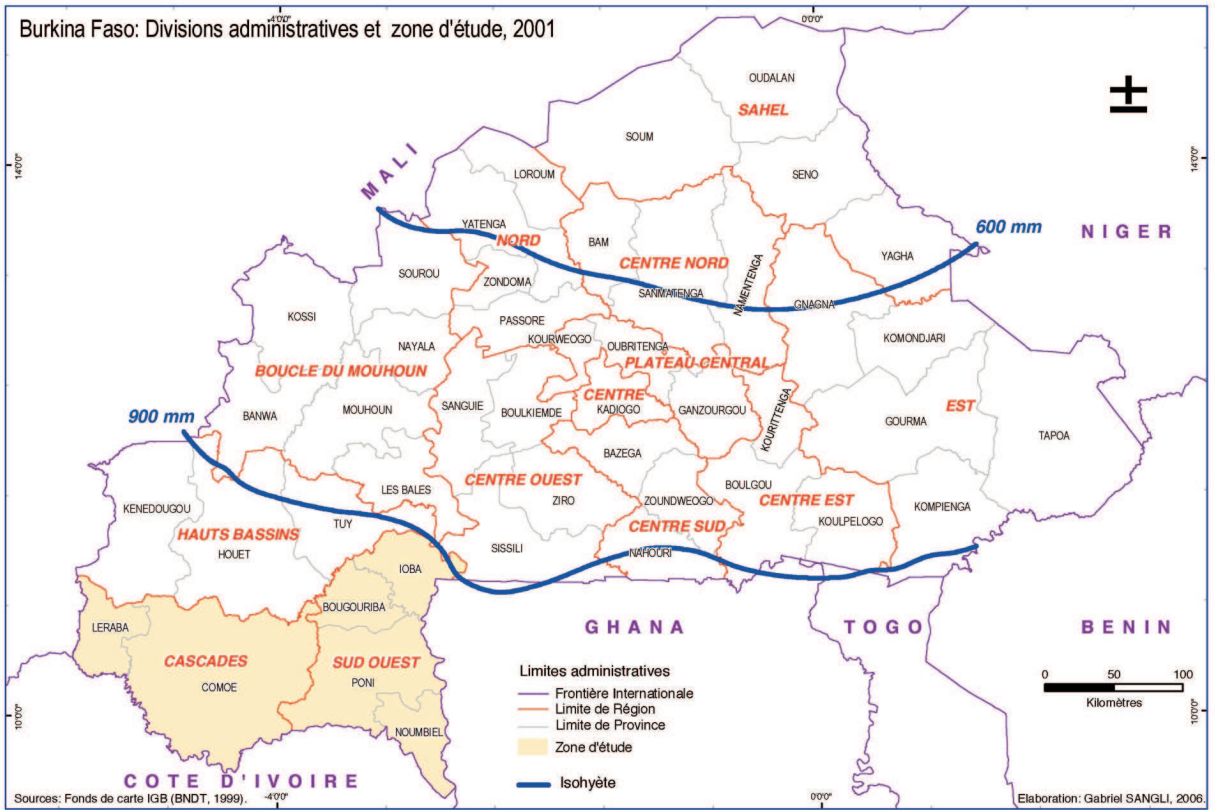 -4°0'0"
0°0'0"
Burkina Faso: Divisions administratives et zone d'étude, 2001
OUDALAN
SAHEL
±
SOUM
14°0'0"
14°0'0"
MALI
LOROUM
SENO
YATENGA
NORD
BAM
600 mm
NIGER
CENTRE NORD
YAGHA
SOUROU
ZONDOMA
SANMATENGA
NAMENTENGA
GNAGNA
KOSSI
PASSORE
KOURWEOGO
OUBRITENGA
KOMONDJARI
NAYALA
PLATEAU CENTRAL
BOUCLE DU MOUHOUN
CENTRE
900 mm
BANWA
MOUHOUN
SANGUIE
BOULKIEMDE
KADIOGO
GANZOURGOU
KOURITTENGA
EST
GOURMA
TAPOA
BAZEGA
CENTRE OUEST
LES BALES
ZIRO
ZOUNDWEOGO
BOULGOU
CENTRE EST
KENEDOUGOU
KOMPIENGA
TUY
CENTRE SUD
KOULPELOGO
HAUTS BASSINS
HOUET
SISSILI
NAHOURI
IOBA
BOUGOURIBA
LERABA
GHANA
TOGO
BENIN
CASCADES
SUD OUEST
COMOE
PONI
NOUMBIEL
Limites administratives
Frontière Internationale
Limite de Région
Limite de Province
Zone d'étude
Isohyète
0 50 100
Kilomètres
10°0'0"
10°0'0"
COTE D'IVOIRE
Sources: Fonds de carte IGB (BNDT, 1999).
-4°0'0"
0°0'0"
Elaboration: Gabriel SANGLI, 2006.